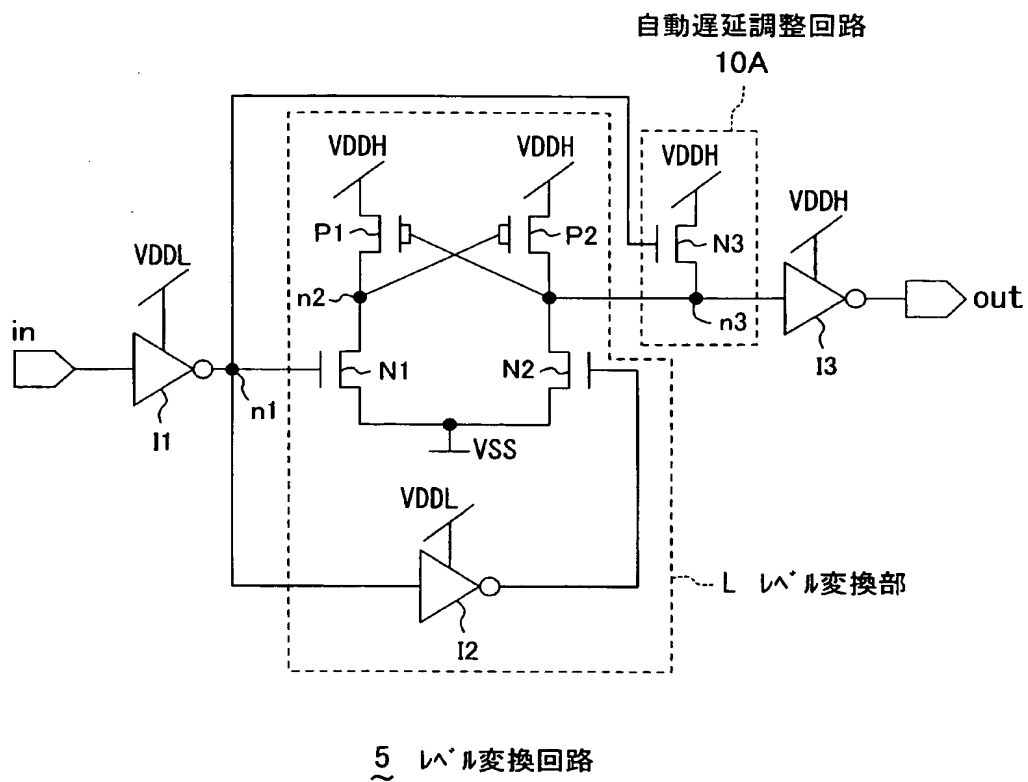 自動遅延調整回路
10A
VDDH
VDDH
VDDH
VDDH
P1
P2
N3
VDDL
n2
n3
out
in
I3
N1
N2
n1
I1
VSS
VDDL
L レベル変換部
I2
5 レベル変換回路